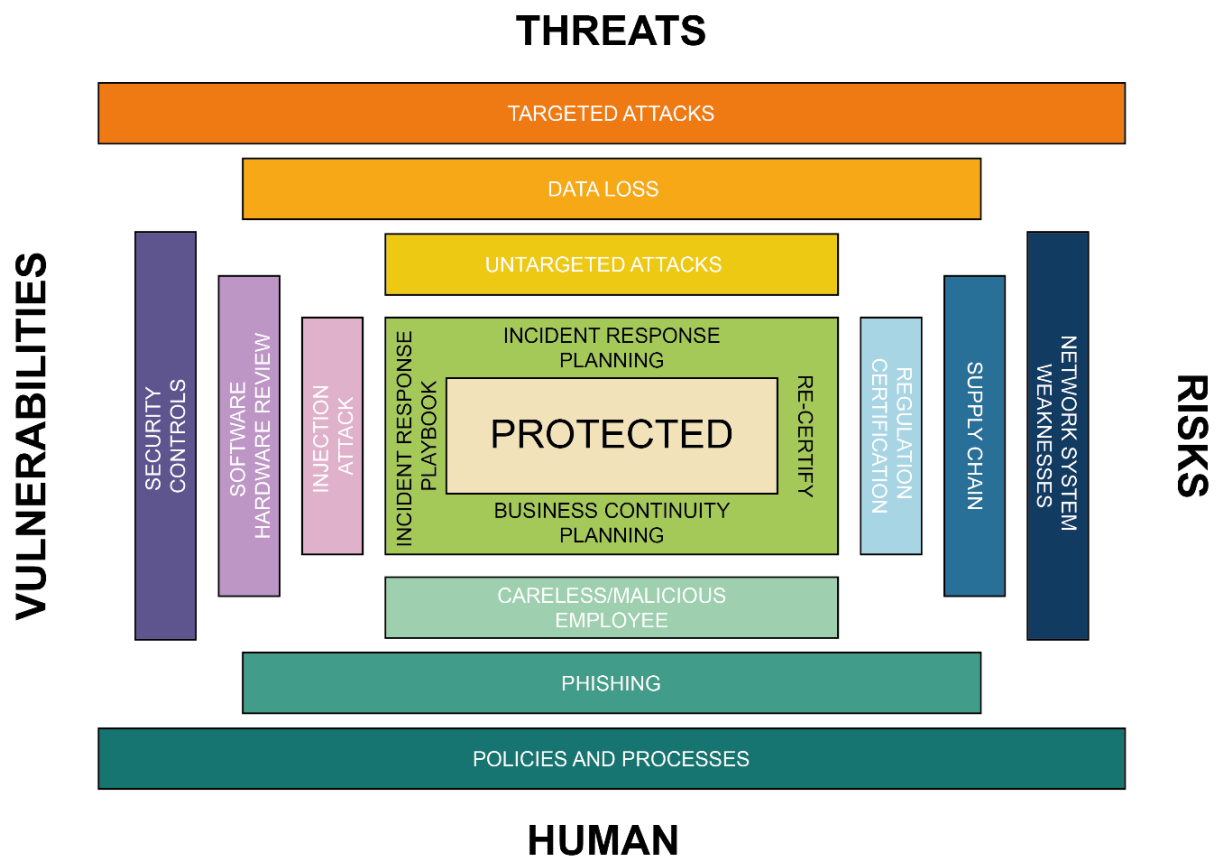 THREATS
TARGETED ATTACKS
DATA LOSS
UNTARGETED ATTACKS
VULNERABILITIES
SECURITY
CONTROLS
SOFTWARE
HARDWARE REVIEW
INJECTION
ATTACK
INCIDENT RESPONSE
PLAYBOOK
INCIDENT RESPONSE
PLANNING
PROTECTED
BUSINESS CONTINUITY
PLANNING
RE-CERTIFY
REGULATION
CERTIFICATION
SUPPLY CHAIN
NETWORK SYSTEM
WEAKNESSES
RISKS
CARELESS/MALICIOUS
EMPLOYEE
PHISHING
POLICIES AND PROCESSES
HUMAN